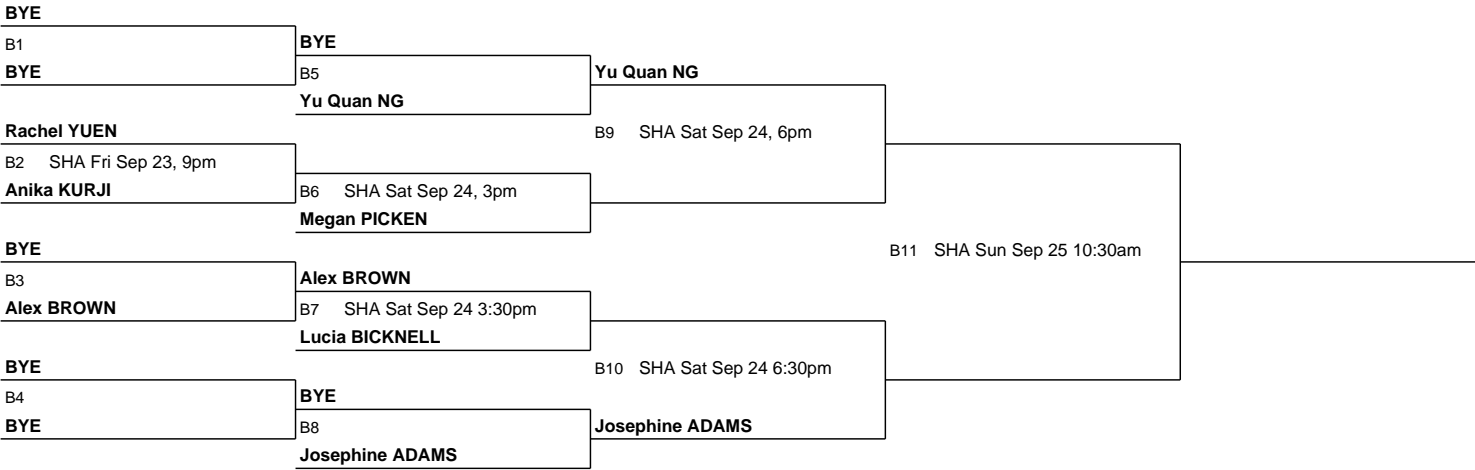 BYE
B1
BYE
BYE
B5
Yu Quan NG
Yu Quan NG
Rachel YUEN
B9 SHA Sat Sep 24, 6pm
B2 SHA Fri Sep 23, 9pm
Anika KURJI
B6 SHA Sat Sep 24, 3pm
Megan PICKEN
BYE
B11 SHA Sun Sep 25 10:30am
B3
Alex BROWN
Alex BROWN
B7 SHA Sat Sep 24 3:30pm
Lucia BICKNELL
BYE
B10 SHA Sat Sep 24 6:30pm
B4
BYE
BYE
B8
Josephine ADAMS
Josephine ADAMS